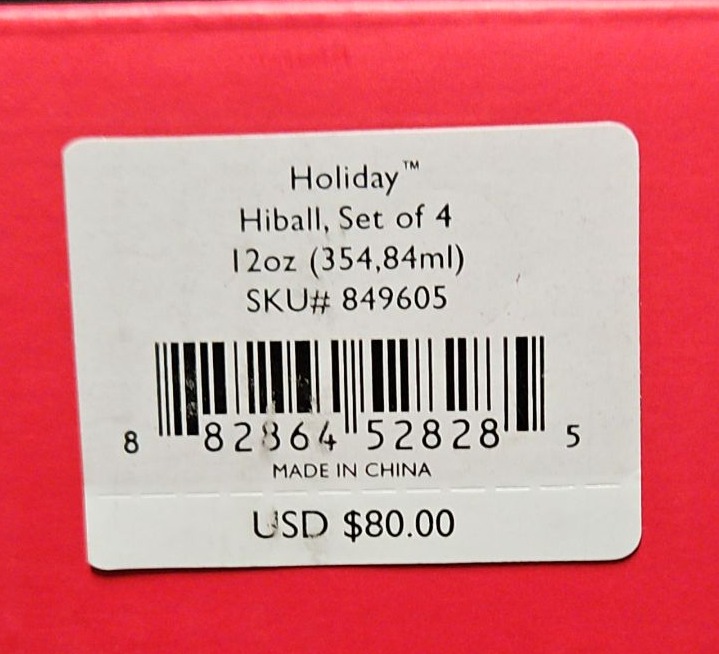 Holiday™
Hiball, Set of 4
12oz (354,84ml)
SKU# 849605
8 82864 52828 5
MADE IN CHINA
USD $80.00